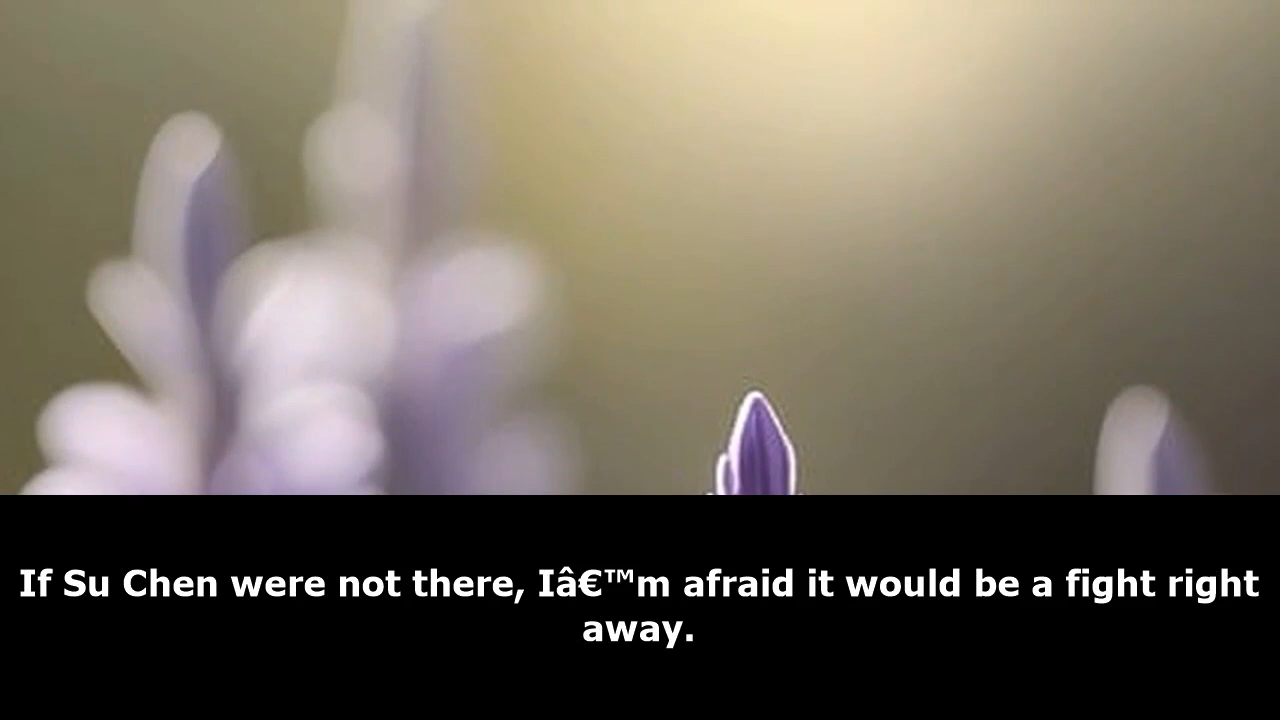 If Su Chen were not there, Iâ€™m afraid it would be a fight right
away.